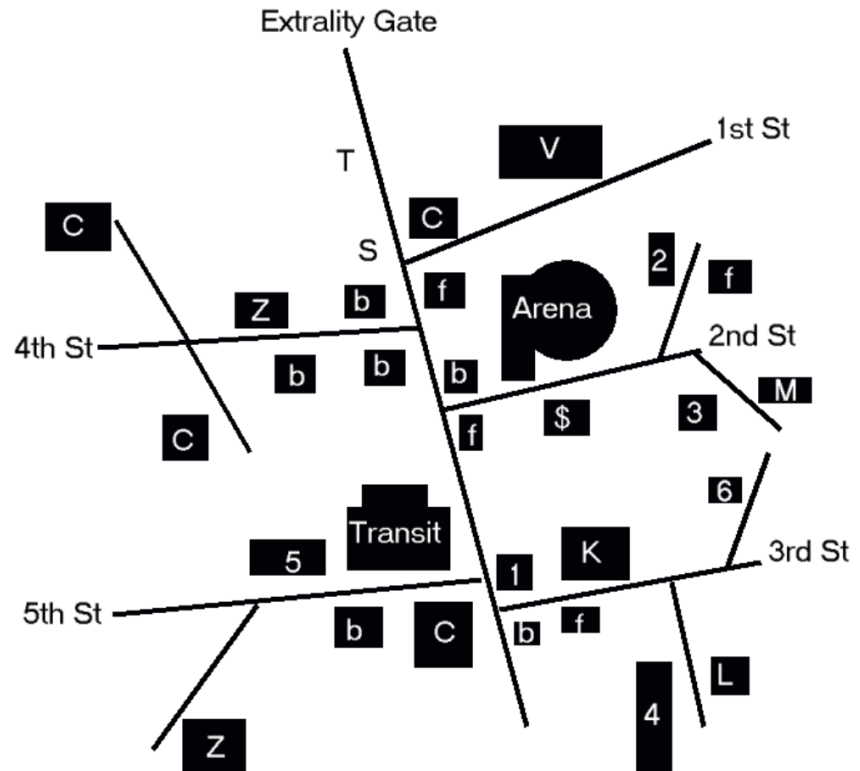 Extrality Gate
1st St
V
T
C
C
S
2
f
f
b
Z
Arena
2nd St
4th St
b
b
b
M
$
3
f
C
6
Transit
K
3rd St
5
1
5th St
f
b
C
b
L
4
Z